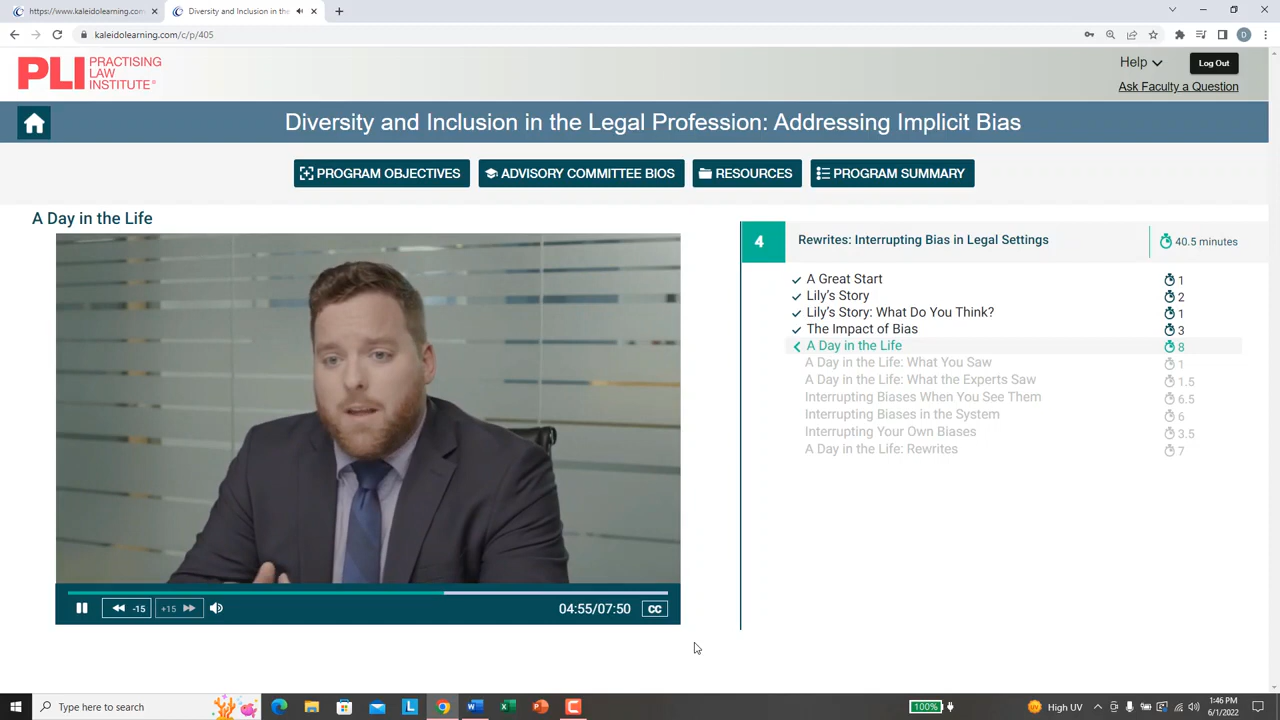 https://www.kaleidolearning.com/
Diversity and Inclusion in the
kaleidolearning.com/c/p/405
D
PLI PRACTISING
LAW
INSTITUTE®
Help
Log Out
Ask Faculty a Question
Diversity and Inclusion in the Legal Profession: Addressing Implicit Bias
PROGRAM OBJECTIVES
ADVISORY COMMITTEE BIOS
RESOURCES
PROGRAM SUMMARY
A Day in the Life
04:55/07:50
-15
+15
CC
4
Rewrites: Interrupting Bias in Legal Settings
40.5 minutes
A Great Start 1
Lily's Story 2
Lily's Story: What Do You Think? 1
The Impact of Bias 3
A Day in the Life 8
A Day in the Life: What You Saw 1
A Day in the Life: What the Experts Saw 1.5
Interrupting Biases When You See Them 6.5
Interrupting Biases in the System 6
Interrupting Your Own Biases 3.5
A Day in the Life: Rewrites 7
Type here to search
L
100%
High UV
1:46 PM
6/1/2022